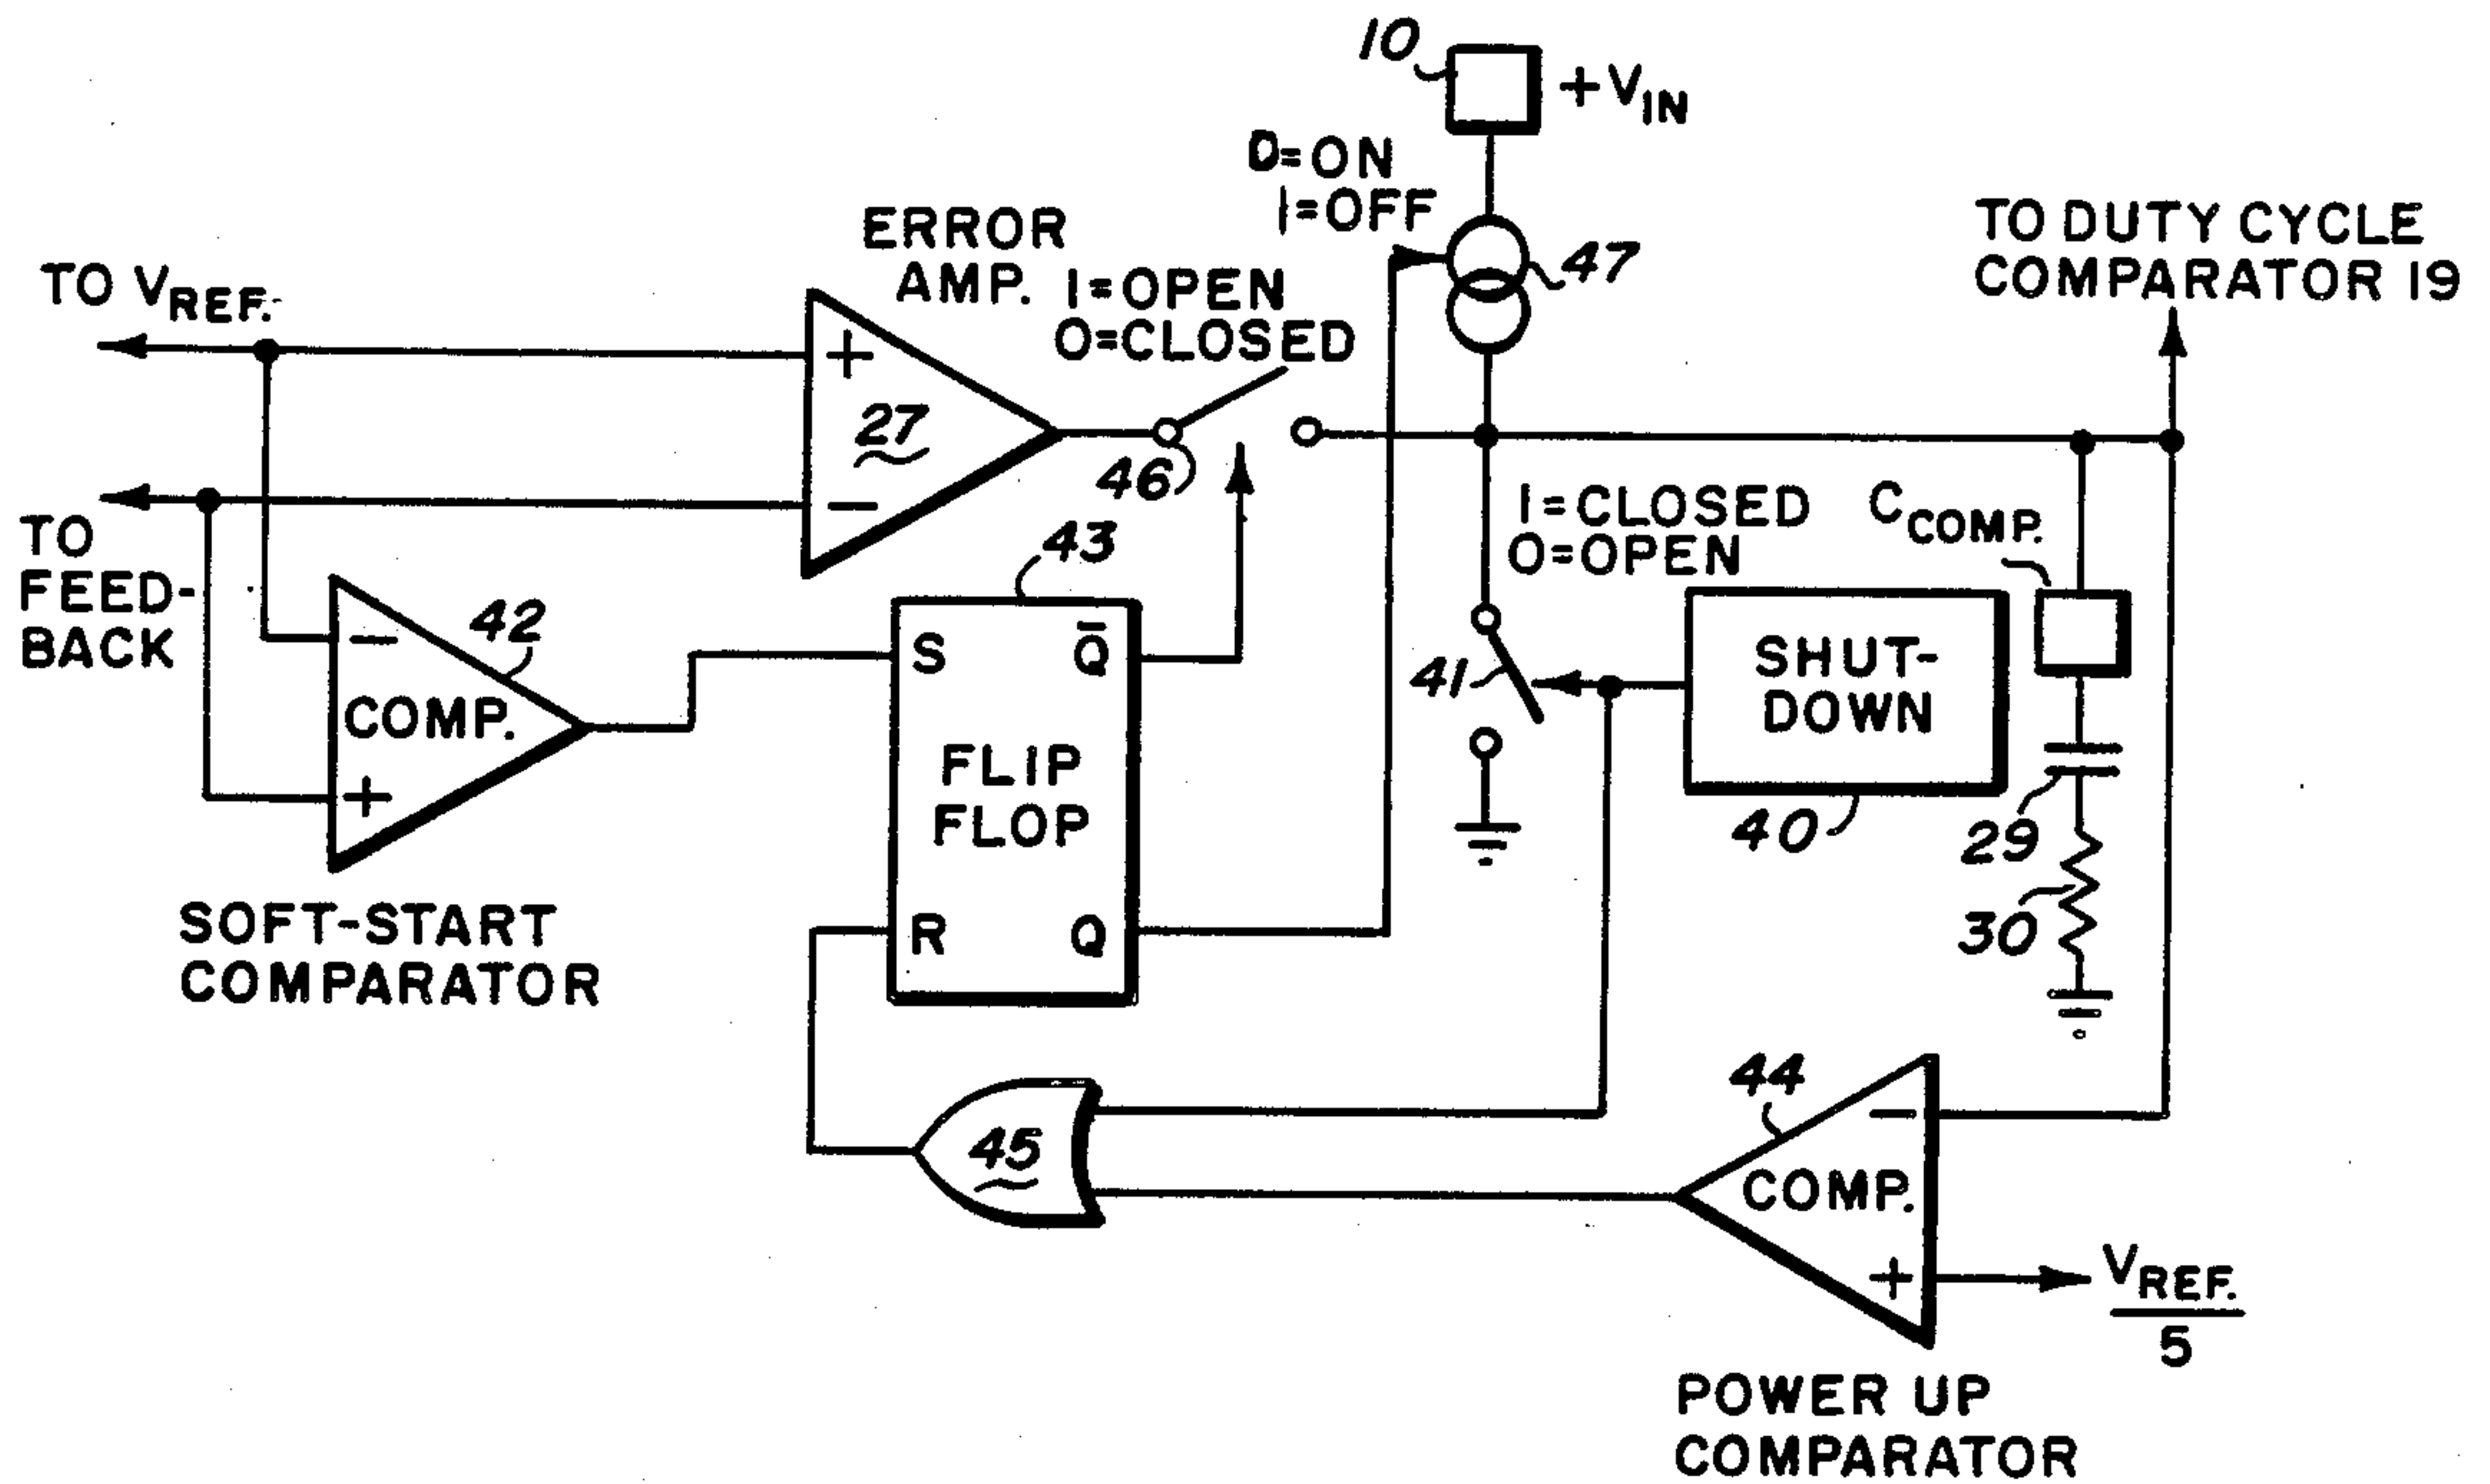 10
+VIN
0=ON
1=OFF
ERROR
AMP.
1=OPEN
0=CLOSED
47
TO DUTY CYCLE
COMPARATOR 19
TO VREF.
+
27
−
46
TO
FEED-
BACK
43
1=CLOSED
0=OPEN
CCOMP.
42
−
COMP.
+
S
Q̄
FLIP
FLOP
R
Q
41
SHUT-
DOWN
40
29
30
SOFT-START
COMPARATOR
45
44
−
COMP.
+
VREF.
5
POWER UP
COMPARATOR